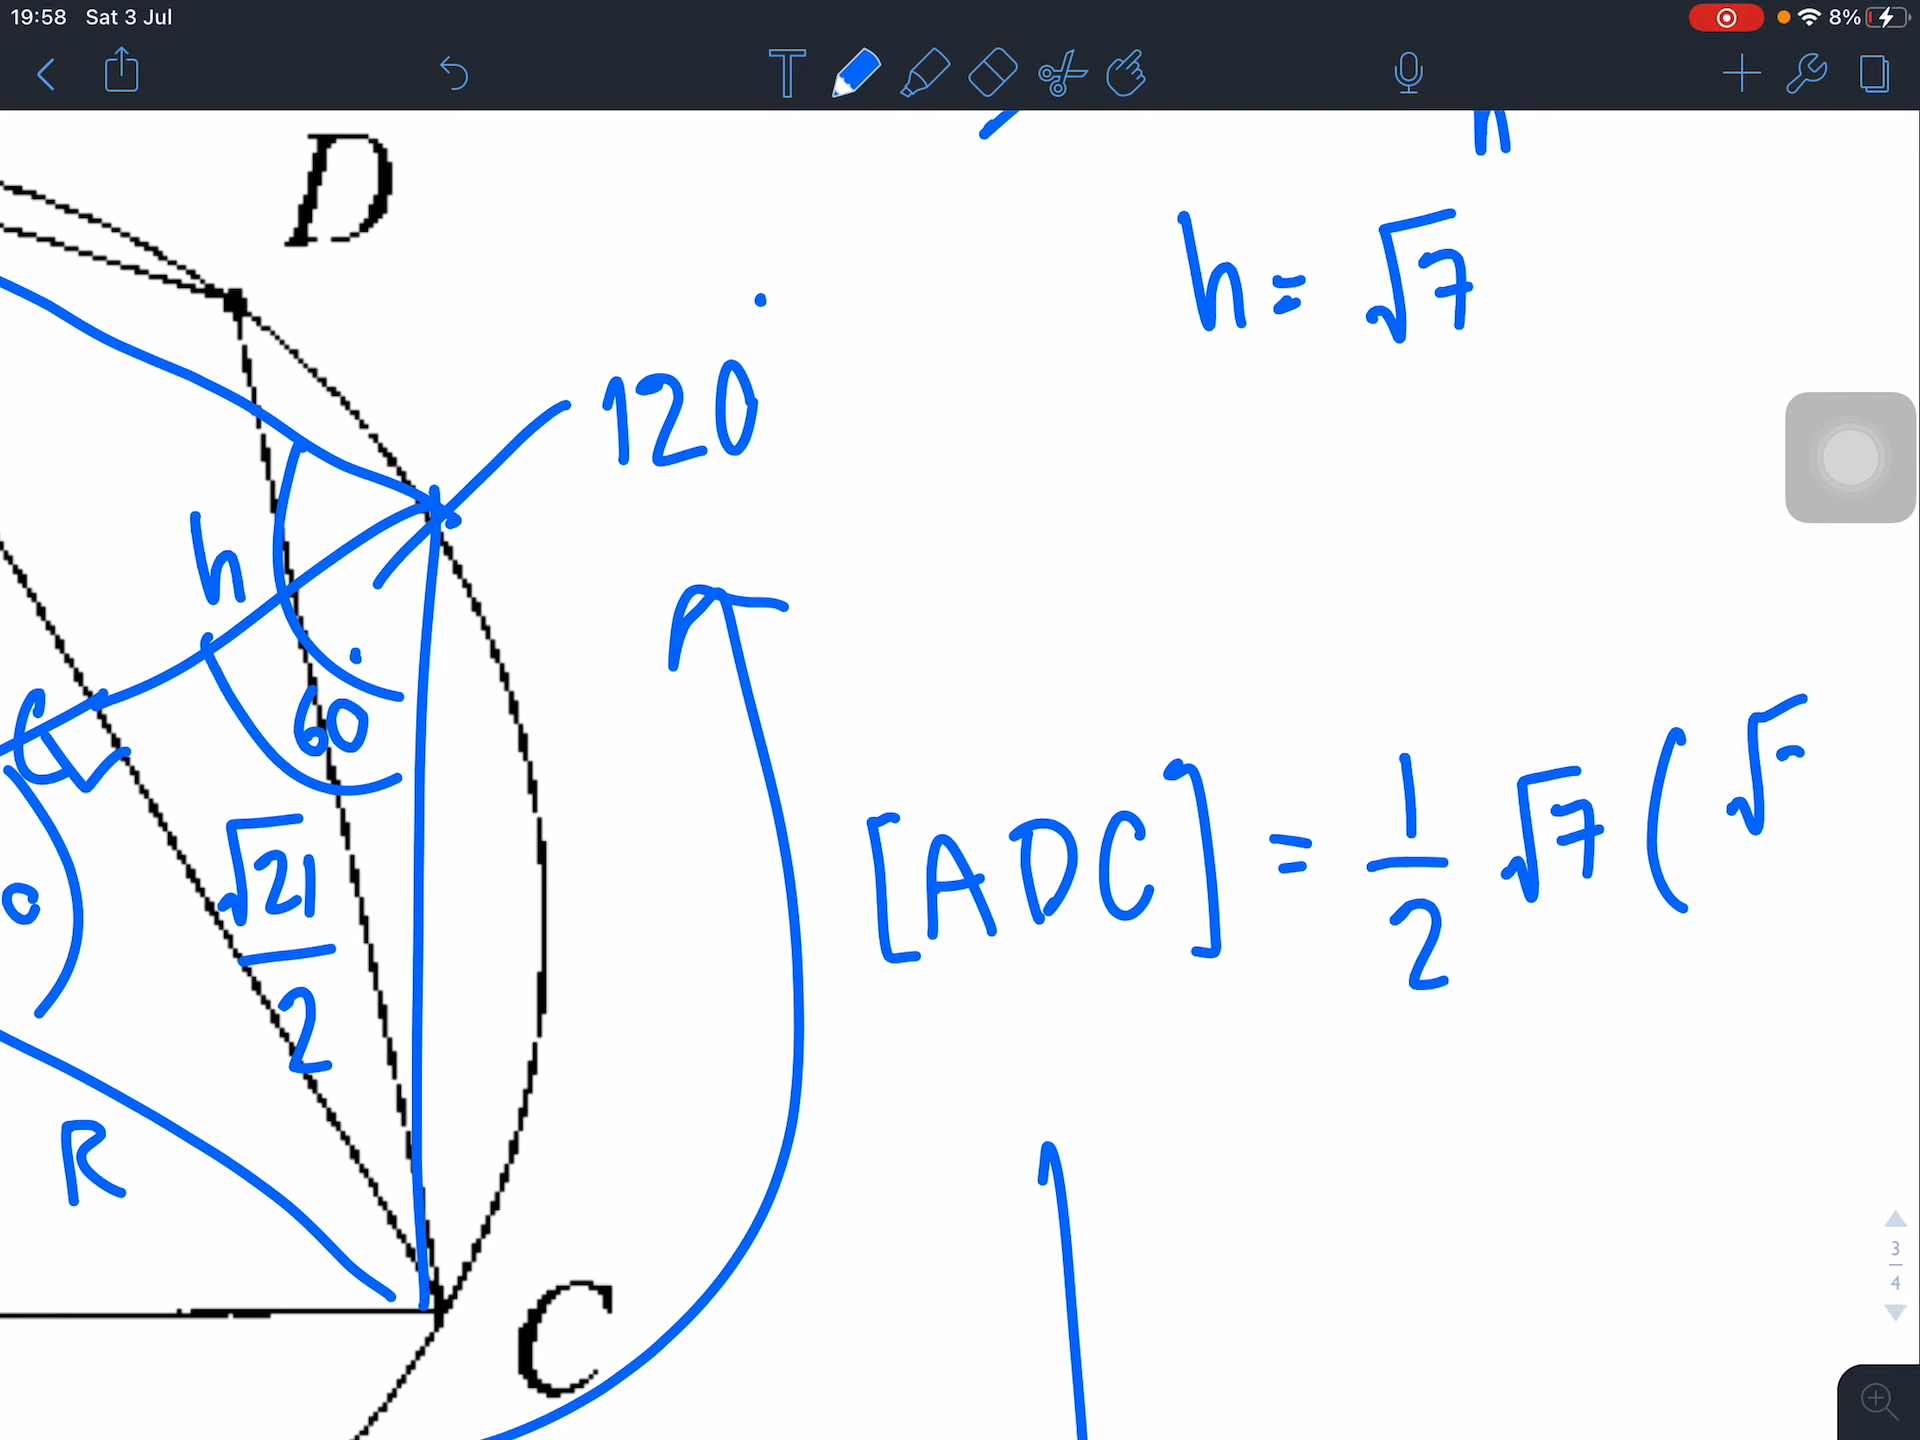 19:58 Sat 3 Jul 8%
T
D
h
h = √7
120
h
60
√21
2
[ADC] = 1/2 √7 (√
R
C
3
4